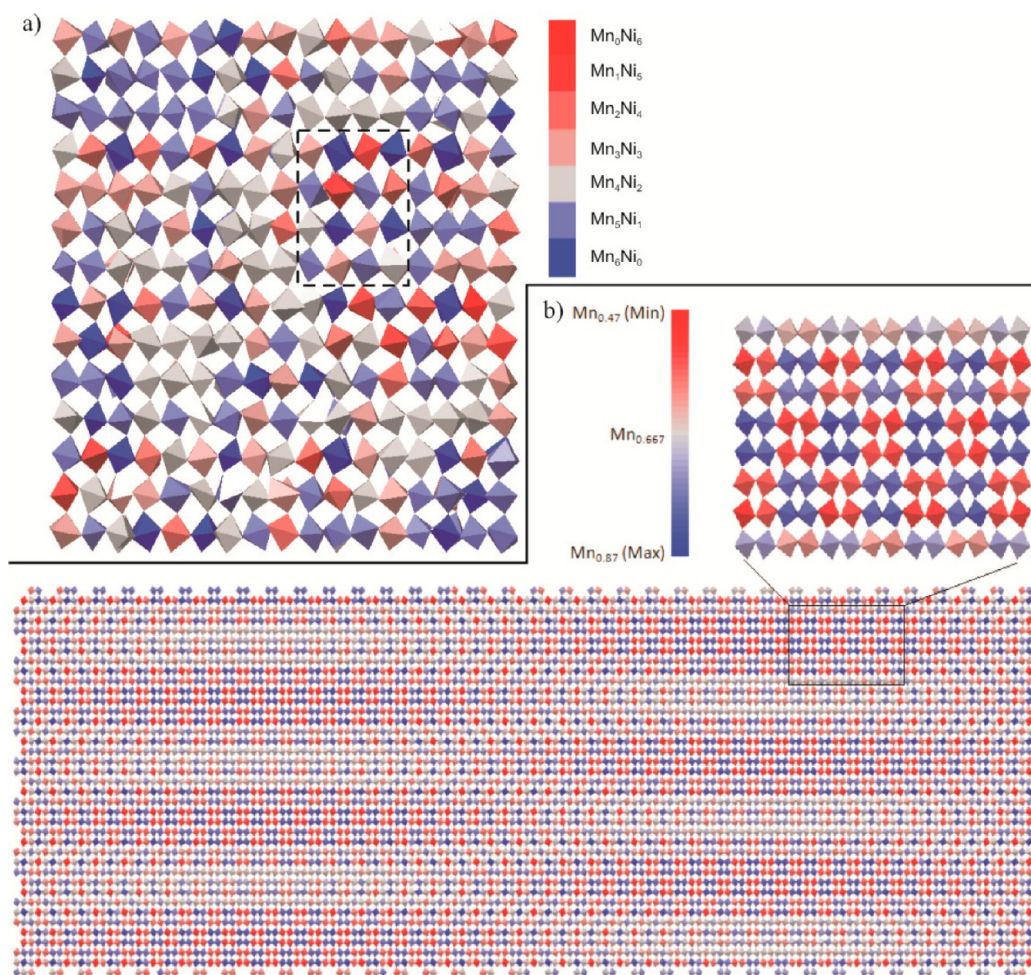 a)
Mn₀Ni₆
Mn₁Ni₅
Mn₂Ni₄
Mn₃Ni₃
Mn₄Ni₂
Mn₅Ni₁
Mn₆Ni₀
b)
Mn₀.₄₇ (Min)
Mn₀.₆₆₇
Mn₀.₈₇ (Max)